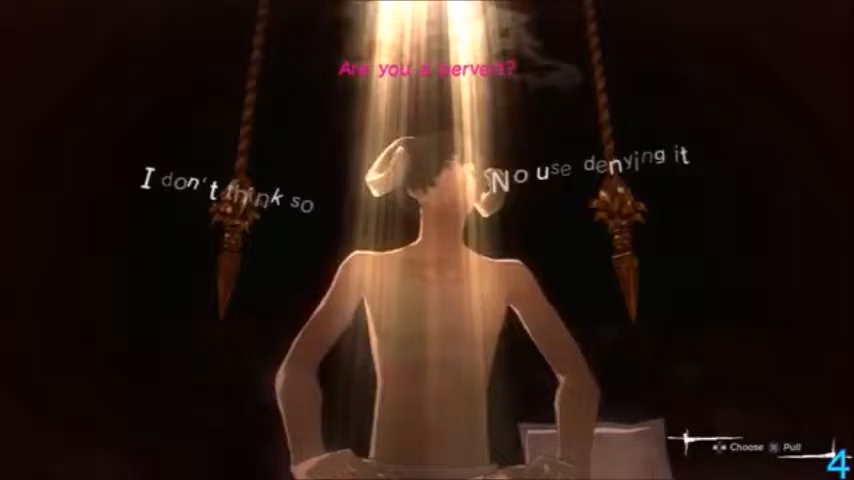 Are you a pervert?
I don't think so
No use denying it
Choose Pull
4